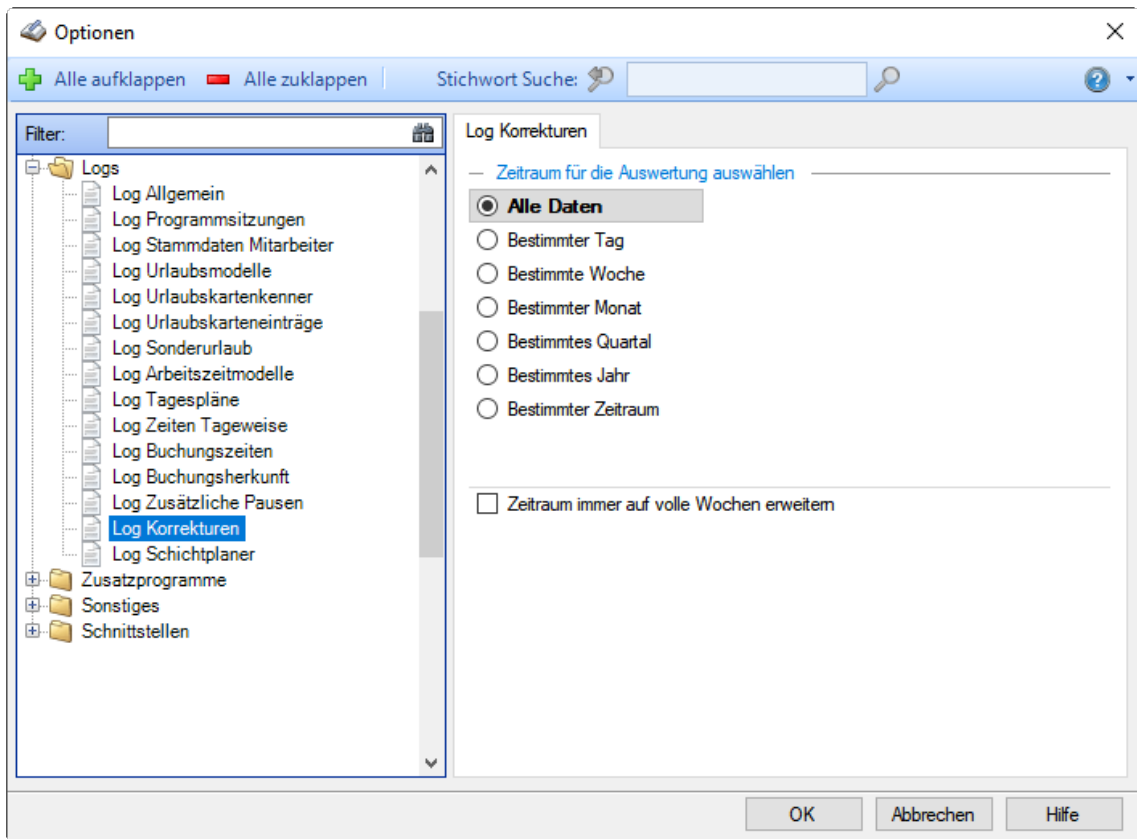 Optionen
Alle aufklappen Alle zuklappen Stichwort Suche:
Filter:
Logs
Log Allgemein
Log Programmsitzungen
Log Stammdaten Mitarbeiter
Log Urlaubsmodelle
Log Urlaubskartenkenner
Log Urlaubskarteneinträge
Log Sonderurlaub
Log Arbeitszeitmodelle
Log Tagespläne
Log Zeiten Tageweise
Log Buchungszeiten
Log Buchungsherkunft
Log Zusätzliche Pausen
Log Korrekturen
Log Schichtplaner
Zusatzprogramme
Sonstiges
Schnittstellen
Log Korrekturen
Zeitraum für die Auswertung auswählen
Alle Daten
Bestimmter Tag
Bestimmte Woche
Bestimmter Monat
Bestimmtes Quartal
Bestimmtes Jahr
Bestimmter Zeitraum
Zeitraum immer auf volle Wochen erweitern
OK Abbrechen Hilfe